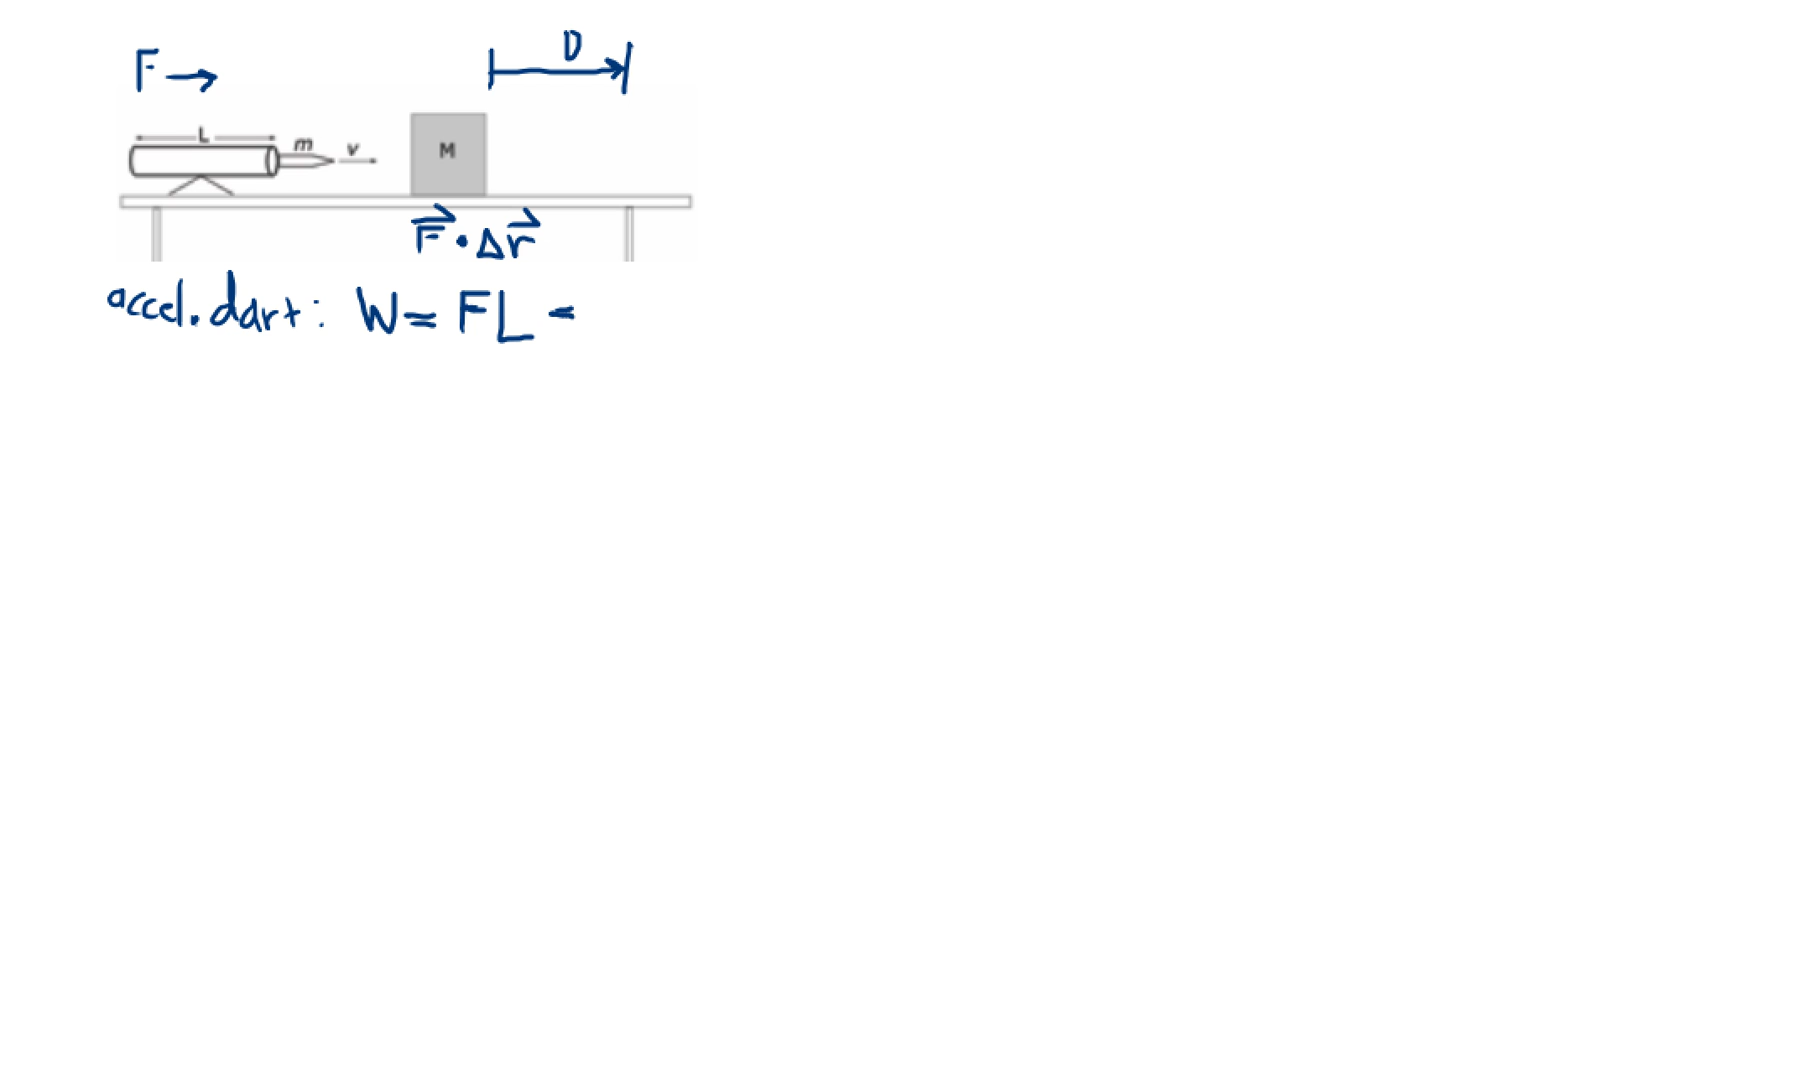 F→ D
L m v M
F⃗ · Δr⃗
accel. dart: W = FL =